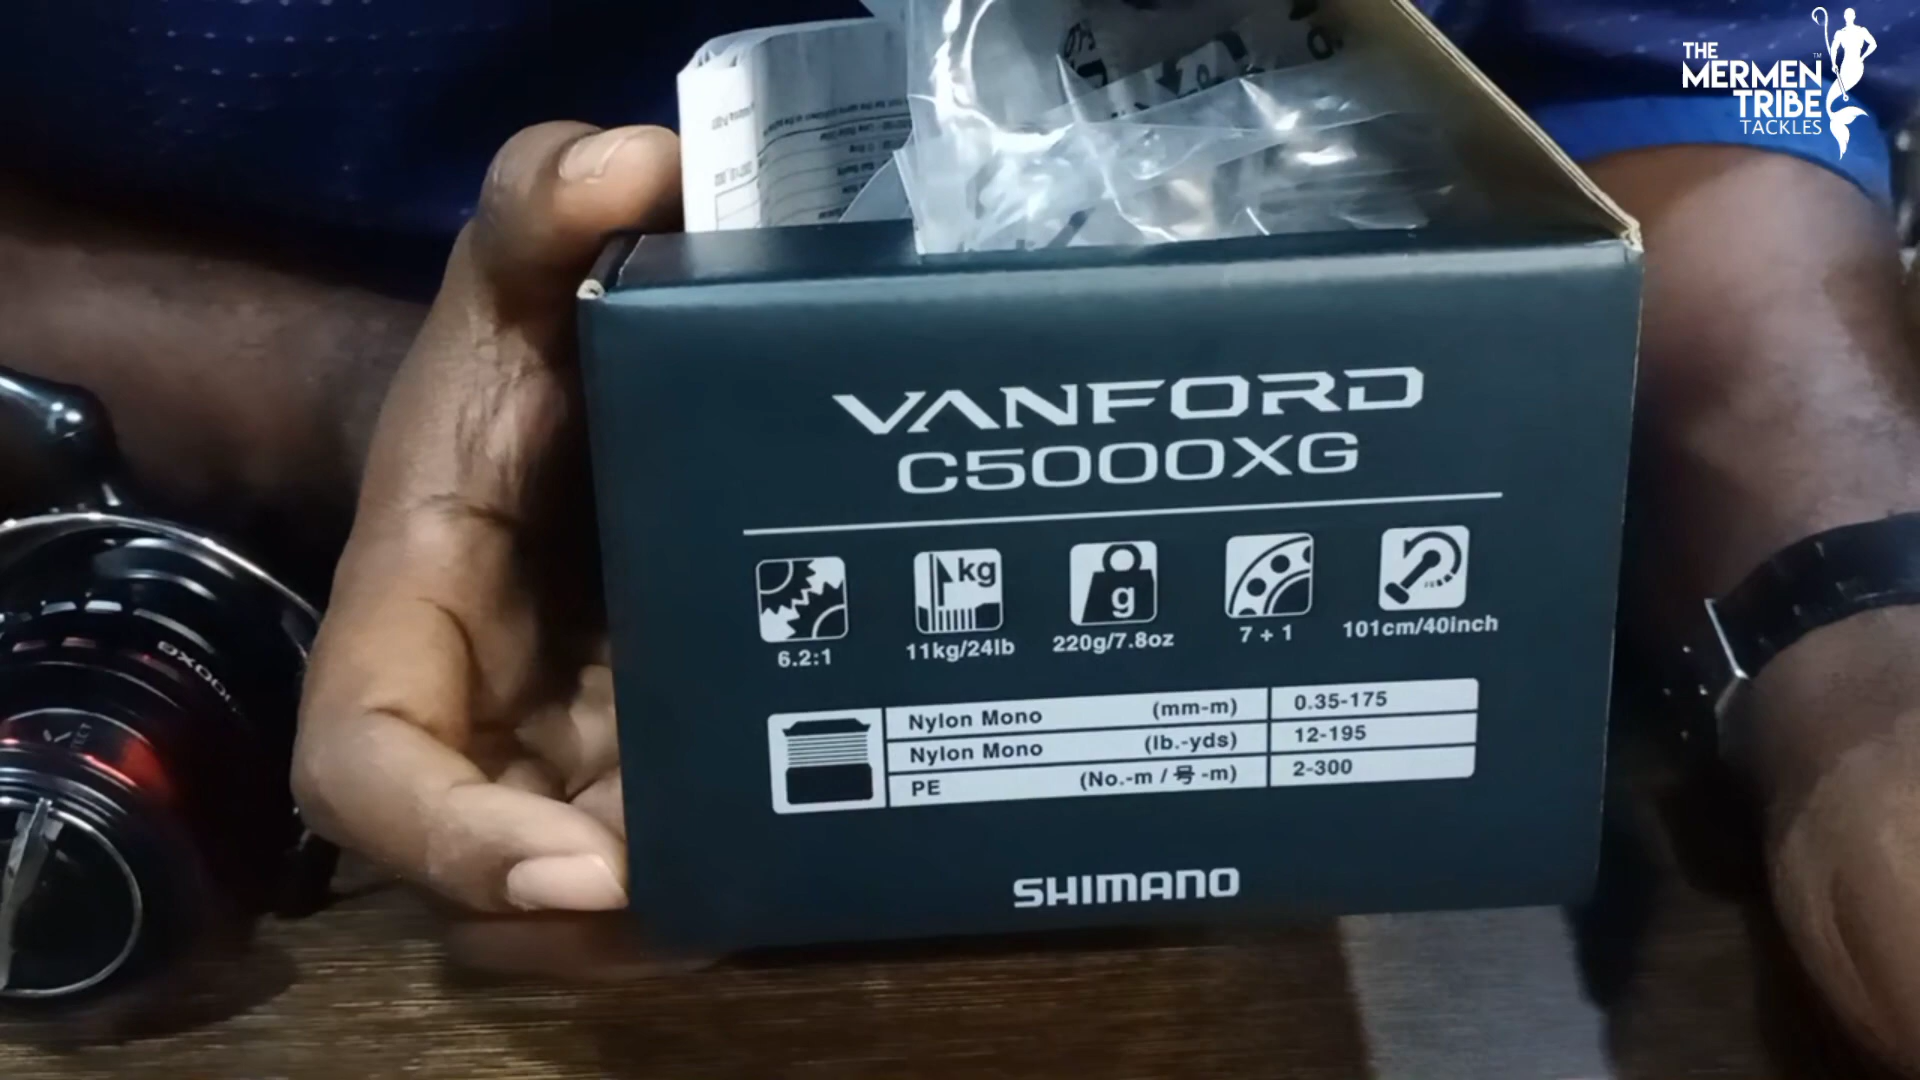 THE
MERMEN
TRIBE
TACKLES
VANFORD
C5000XG
kg
g
6.2:1
11kg/24lb
220g/7.8oz
7 + 1
101cm/40inch
Nylon Mono (mm-m) 0.35-175
Nylon Mono (lb.-yds) 12-195
PE (No.-m / 号 -m) 2-300
SHIMANO